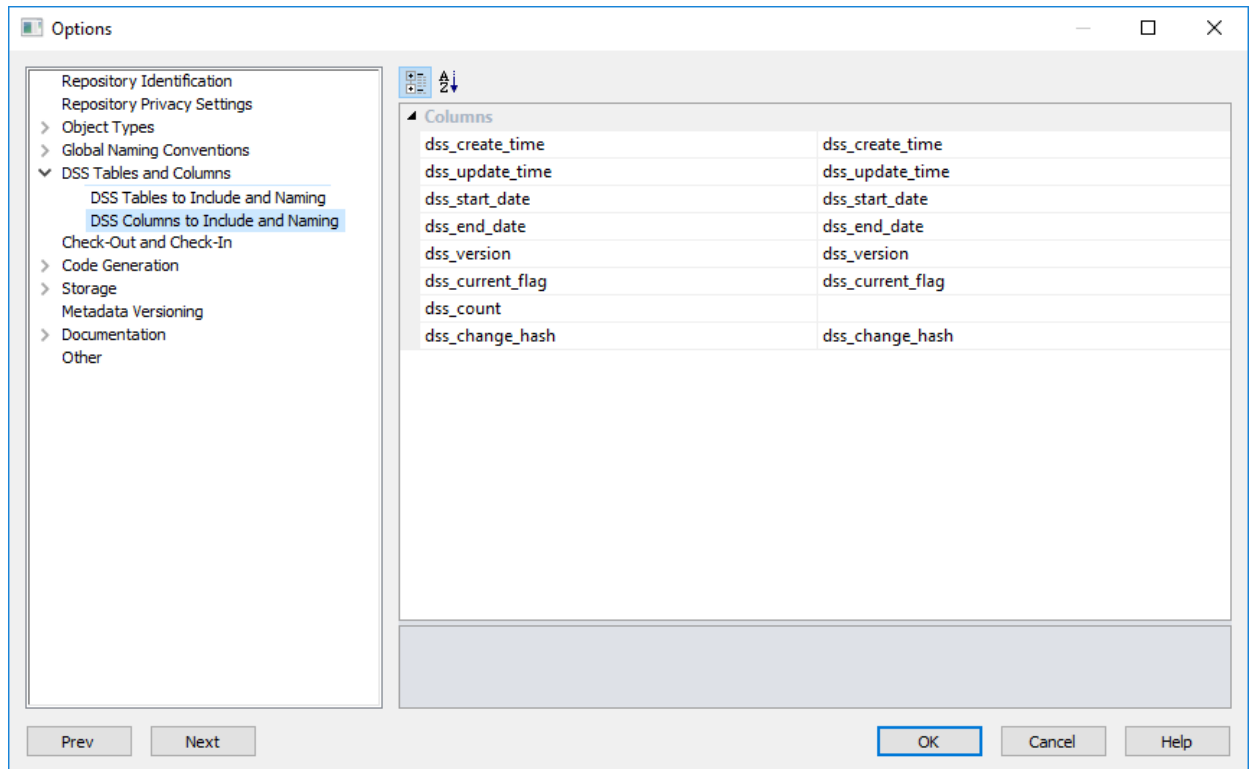 Options
Repository Identification
Repository Privacy Settings
Object Types
Global Naming Conventions
DSS Tables and Columns
DSS Tables to Include and Naming
DSS Columns to Include and Naming
Check-Out and Check-In
Code Generation
Storage
Metadata Versioning
Documentation
Other
Columns
dss_create_time dss_create_time
dss_update_time dss_update_time
dss_start_date dss_start_date
dss_end_date dss_end_date
dss_version dss_version
dss_current_flag dss_current_flag
dss_count
dss_change_hash dss_change_hash
Prev Next OK Cancel Help